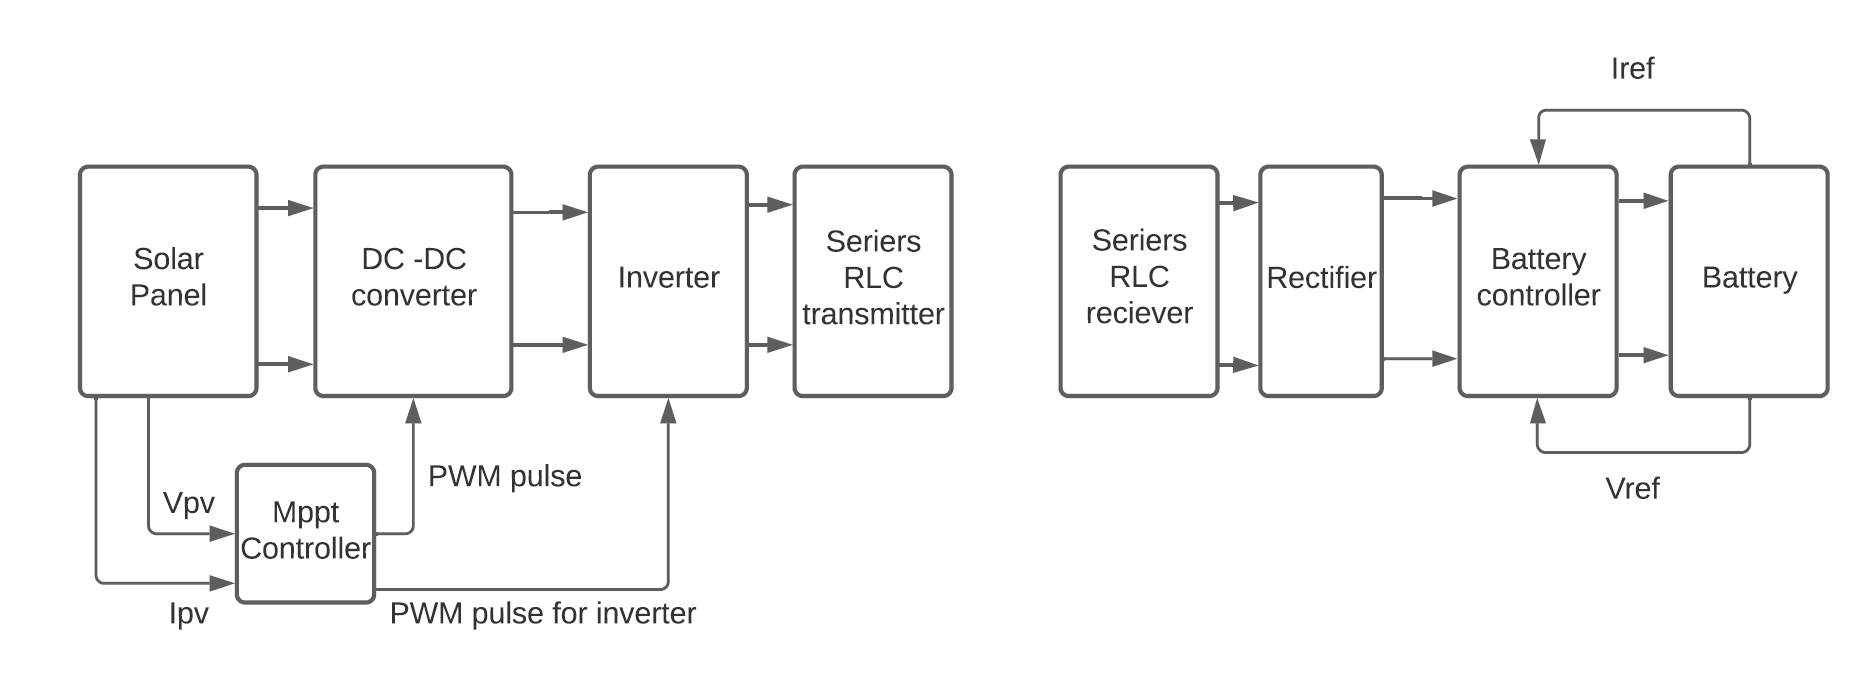 Iref
Solar
Panel
DC -DC
converter
Inverter
Seriers
RLC
transmitter
Seriers
RLC
reciever
Rectifier
Battery
controller
Battery
Vpv
Mppt
Controller
PWM pulse
Vref
Ipv
PWM pulse for inverter